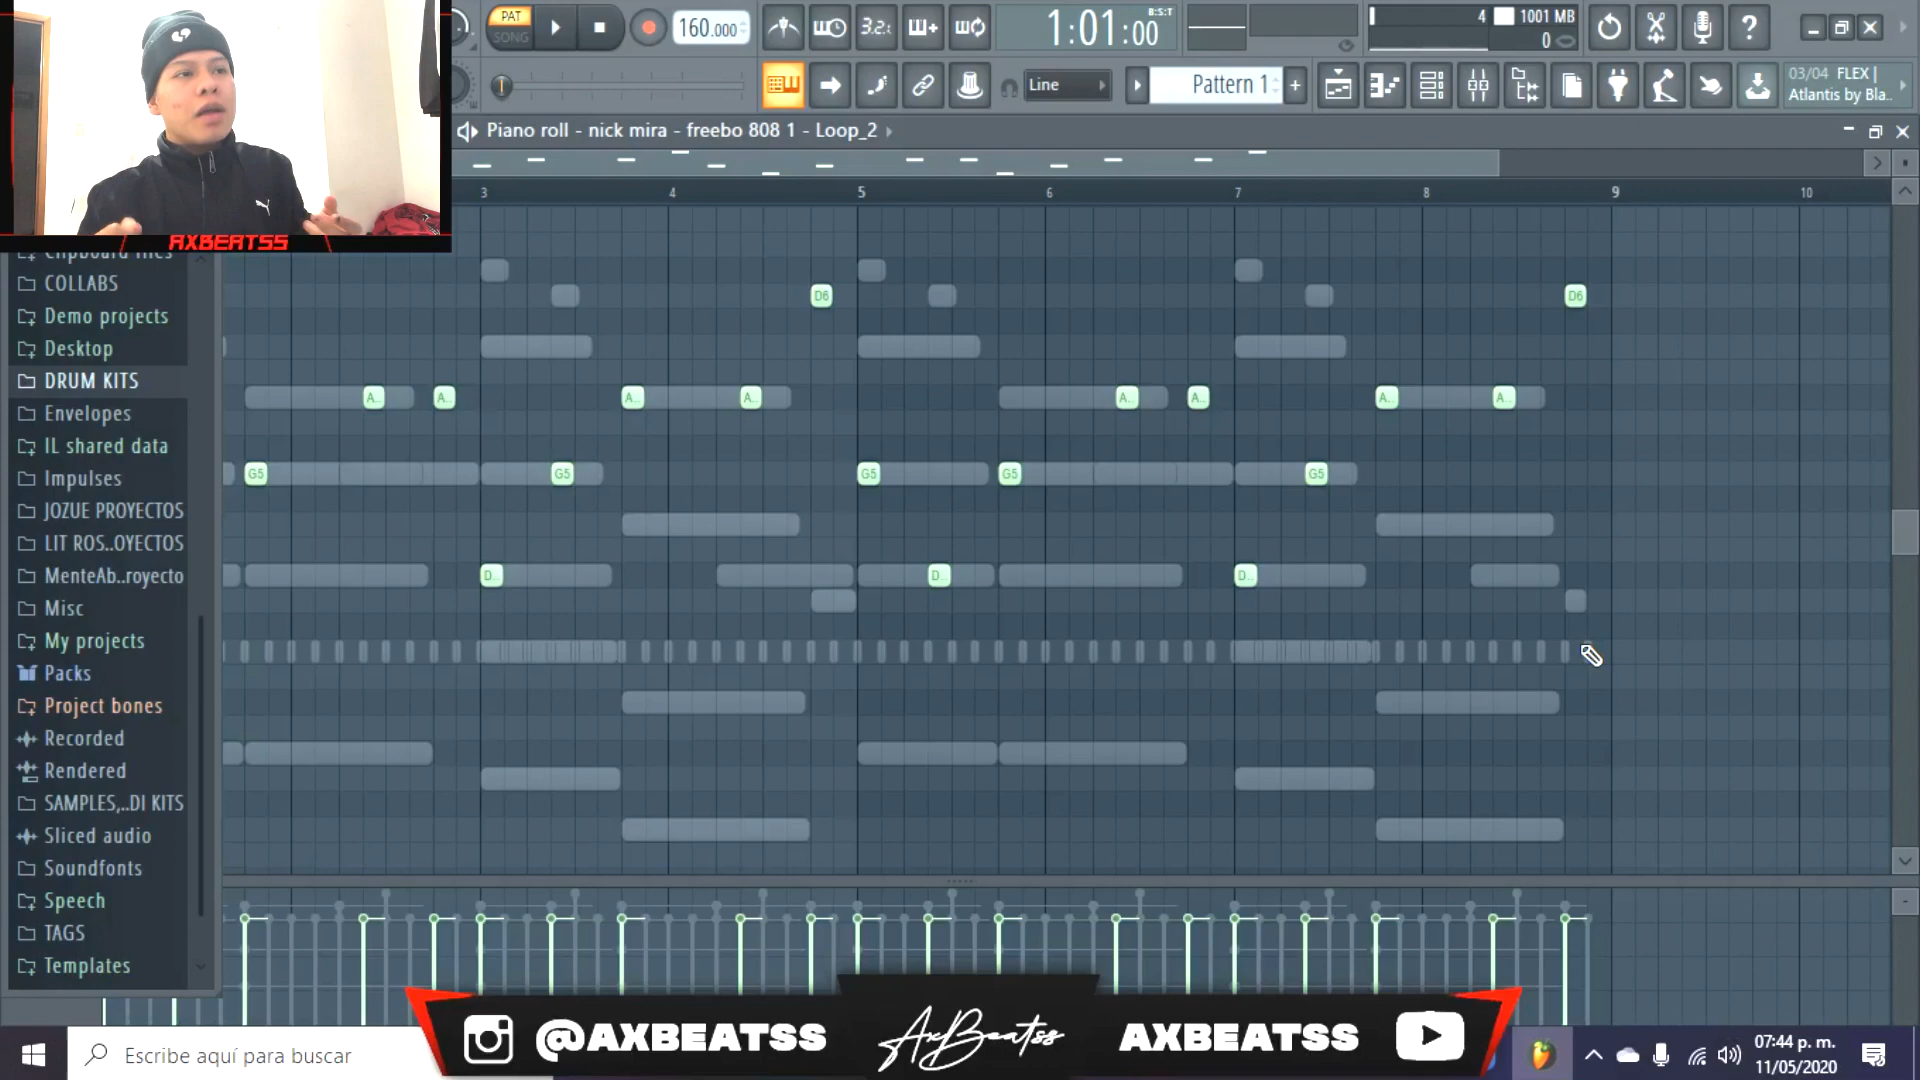 PAT
SONG
160.000
3.2.
1:01:00
B:S:T
4
1001 MB
0
Line
Pattern 1
03/04 FLEX |
Atlantis by Bla..
Piano roll - nick mira - freebo 808 1 - Loop_2
3 4 5 6 7 8 9 10
AXBEATSS
Clipboard files
COLLABS
Demo projects
Desktop
DRUM KITS
Envelopes
IL shared data
Impulses
JOZUE PROYECTOS
LIT ROS..OYECTOS
MenteAb..royecto
Misc
My projects
Packs
Project bones
Recorded
Rendered
SAMPLES,..DI KITS
Sliced audio
Soundfonts
Speech
TAGS
Templates
D6 D6
A.. A.. A.. A.. A.. A.. A.. A..
G5 G5 G5 G5 G5
D.. D.. D..
@AXBEATSS
AxBeatss
AXBEATSS
Escribe aquí para buscar
07:44 p. m.
11/05/2020